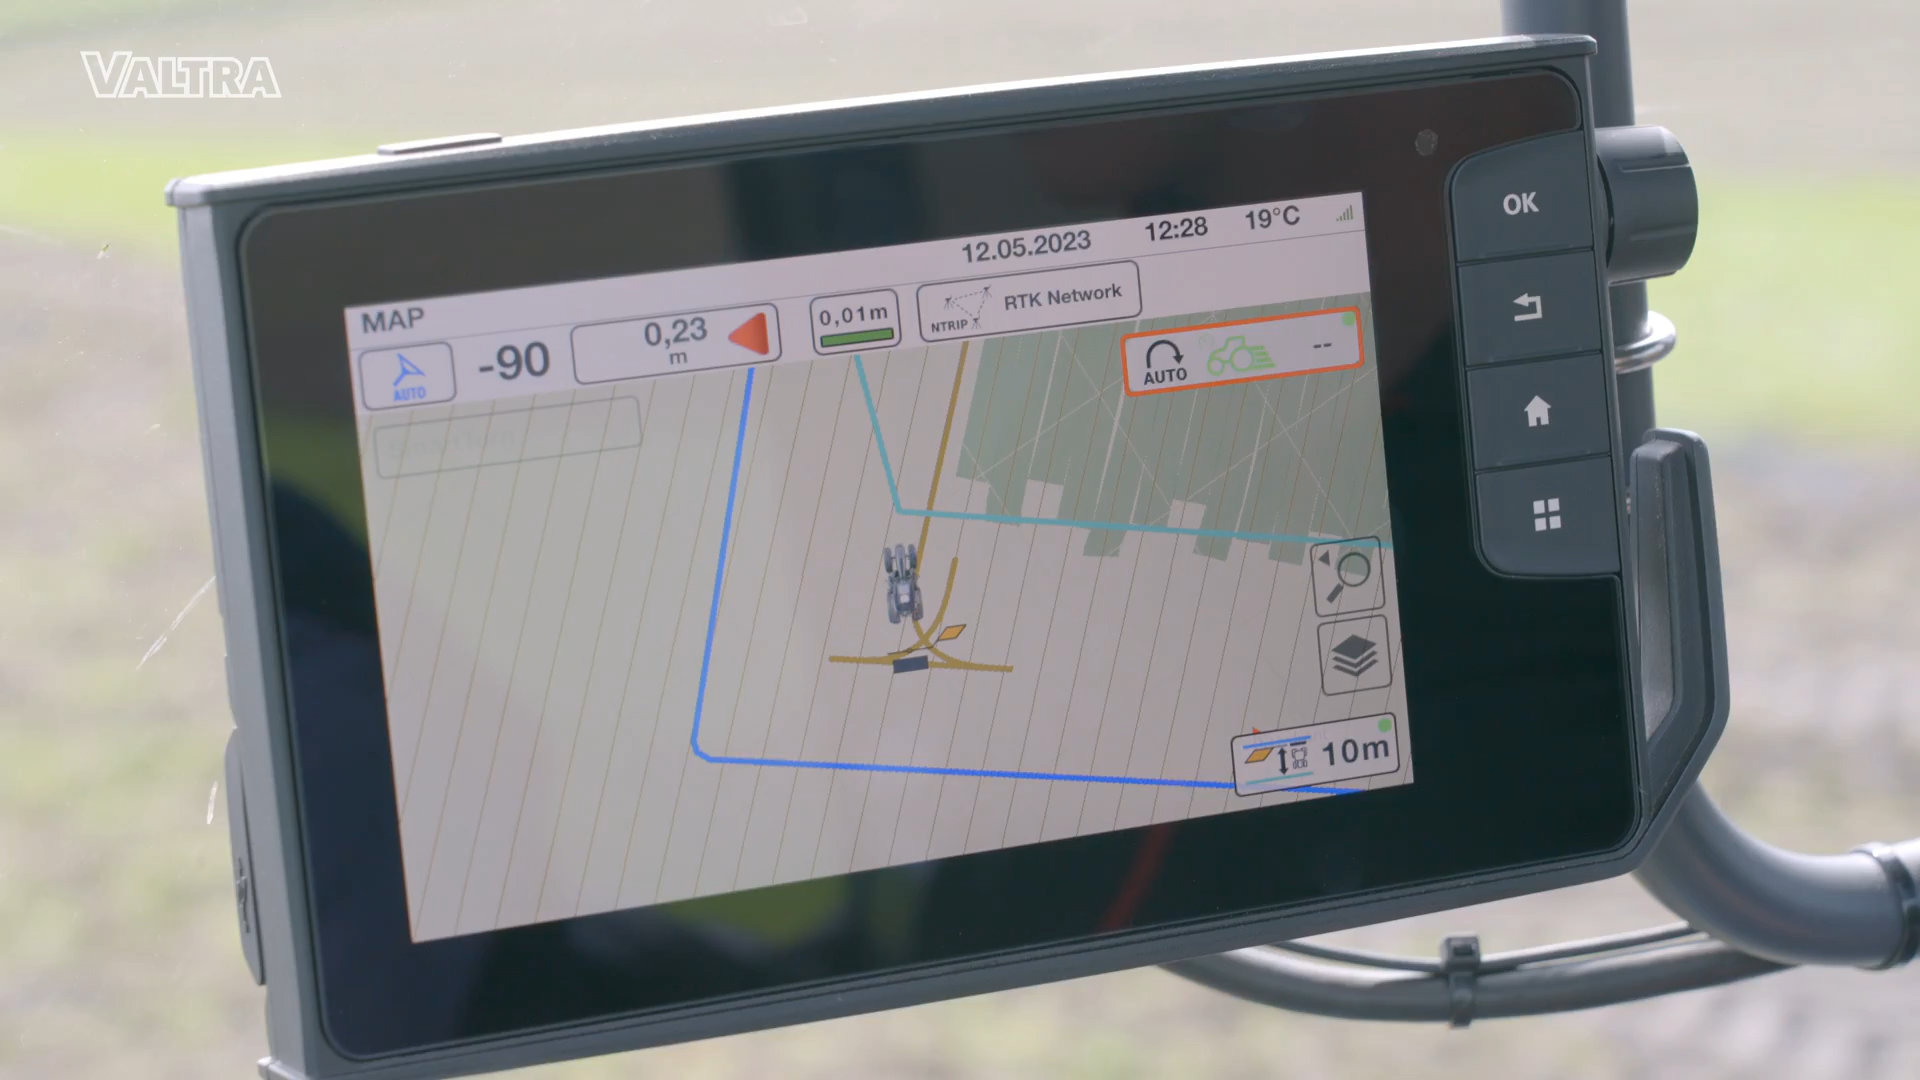 VALTRA
12.05.2023 12:28 19°C
MAP
AUTO
-90
0,23
m
0,01m
NTRIP
RTK Network
AUTO
--
10m
OK